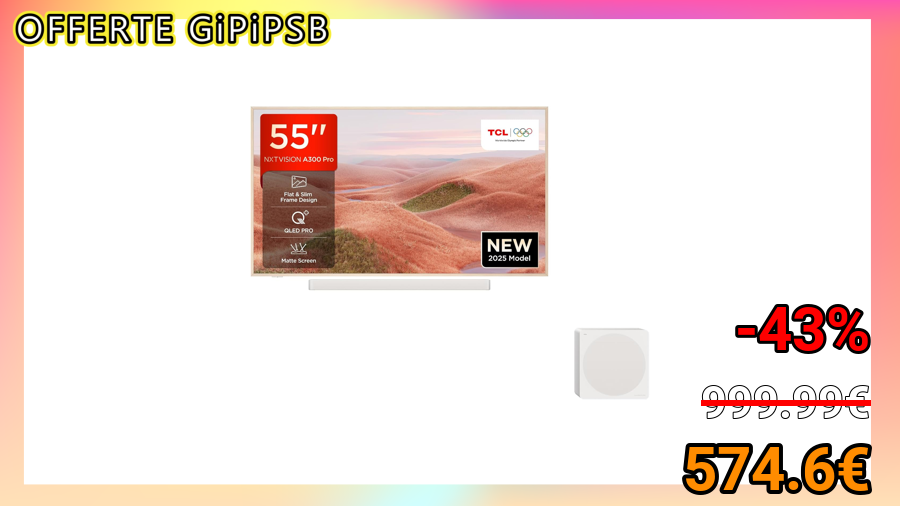 OFFERTE GiPiPSB
55"
NXTVISION A300 Pro
Flat & Slim
Frame Design
QLED PRO
Matte Screen
TCL
NEW
2025 Model
-43%
999.99€
574.6€